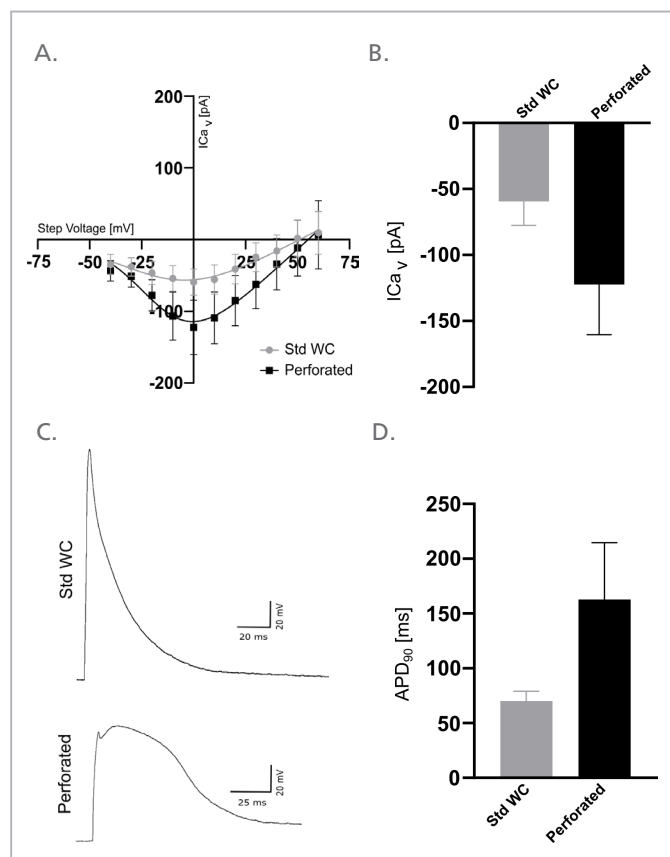 A.
200
100
-100
-200
ICa v [pA]
Step Voltage [mV]
-75 -50 -25 25 50 75
Std WC
Perforated
B.
Std WC
Perforated
0
-50
-100
-150
-200
ICa v [pA]
C.
Std WC
20 mV
20 ms
Perforated
20 mV
25 ms
D.
250
200
150
100
50
0
APD90 [ms]
Std WC
Perforated